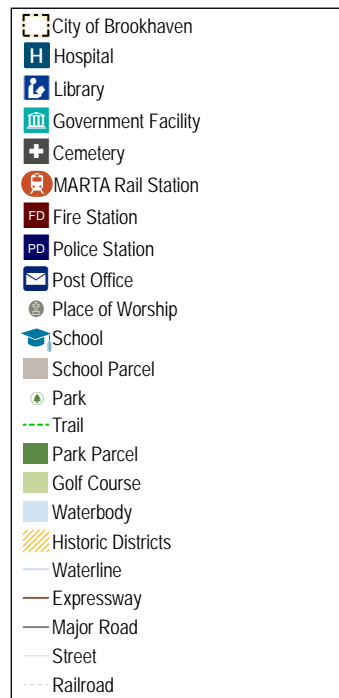 City of Brookhaven
H Hospital
Library
Government Facility
Cemetery
MARTA Rail Station
FD Fire Station
PD Police Station
Post Office
Place of Worship
School
School Parcel
Park
Trail
Park Parcel
Golf Course
Waterbody
Historic Districts
Waterline
Expressway
Major Road
Street
Railroad